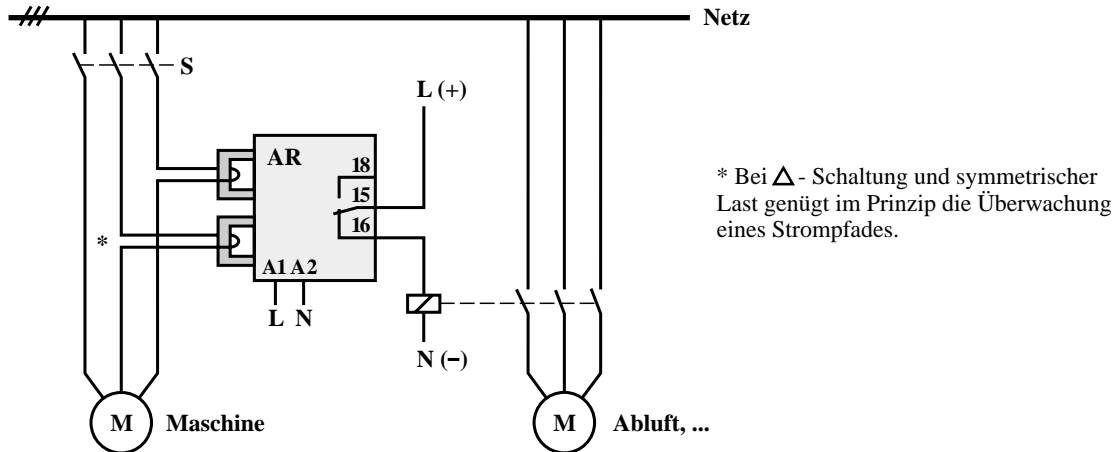 Netz
S
L (+)
AR
18
15
16
* Bei Δ - Schaltung und symmetrischer
Last genügt im Prinzip die Überwachung
eines Strompfades.
*
A1 A2
L N
N (−)
M Maschine
M Abluft, ...